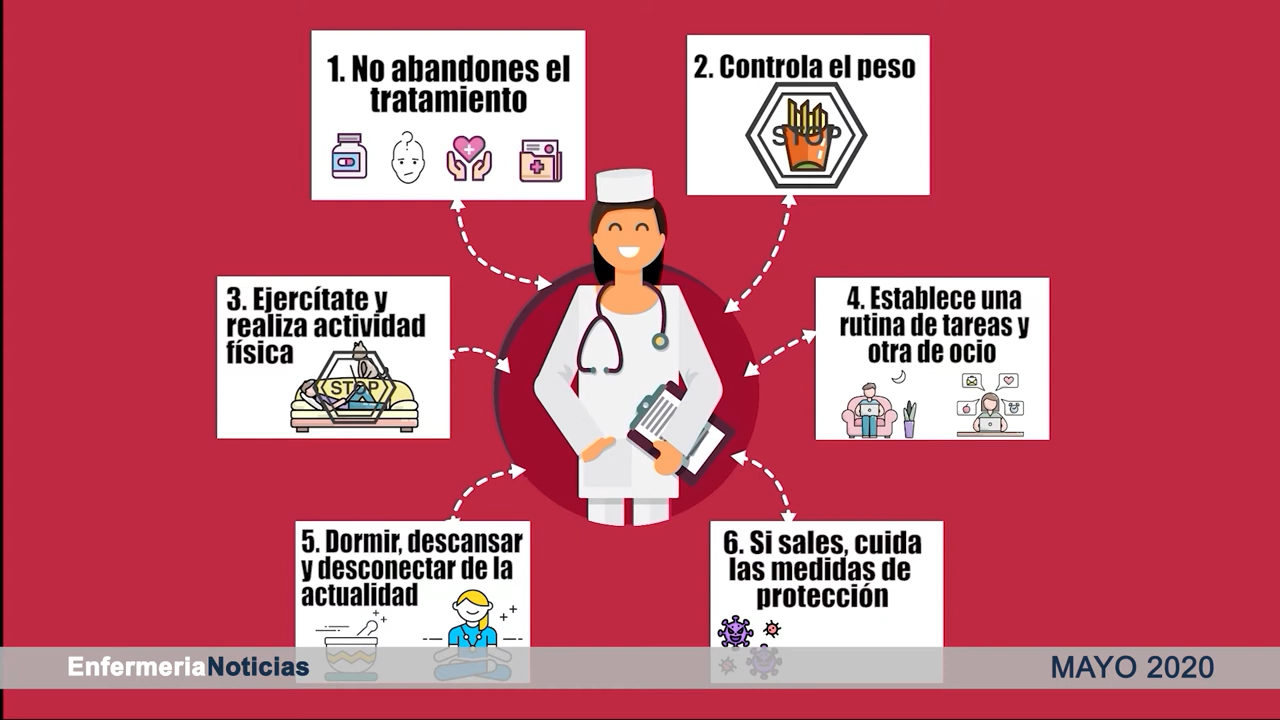 1. No abandones el
tratamiento
2. Controla el peso
STOP
3. Ejercítate y
realiza actividad
física
STOP
4. Establece una
rutina de tareas y
otra de ocio
5. Dormir, descansar
y desconectar de la
actualidad
6. Si sales, cuida
las medidas de
protección
EnfermeriaNoticias
MAYO 2020